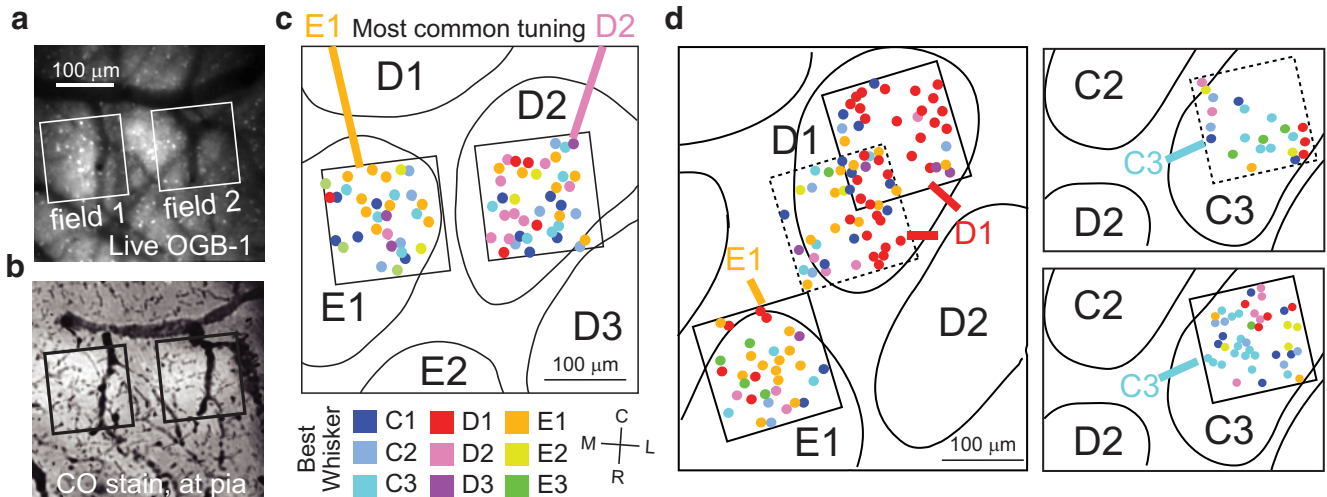 a
100 μm
field 1
field 2
Live OGB-1
b
CO stain, at pia
c
E1 Most common tuning D2
D1
D2
E1
D3
E2
100 μm
Best Whisker
C1 D1 E1
C2 D2 E2
C3 D3 E3
C
M L
R
d
D1
D1
E1
D2
E1
100 μm
C2
C3
D2
C3
C2
C3
D2
C3